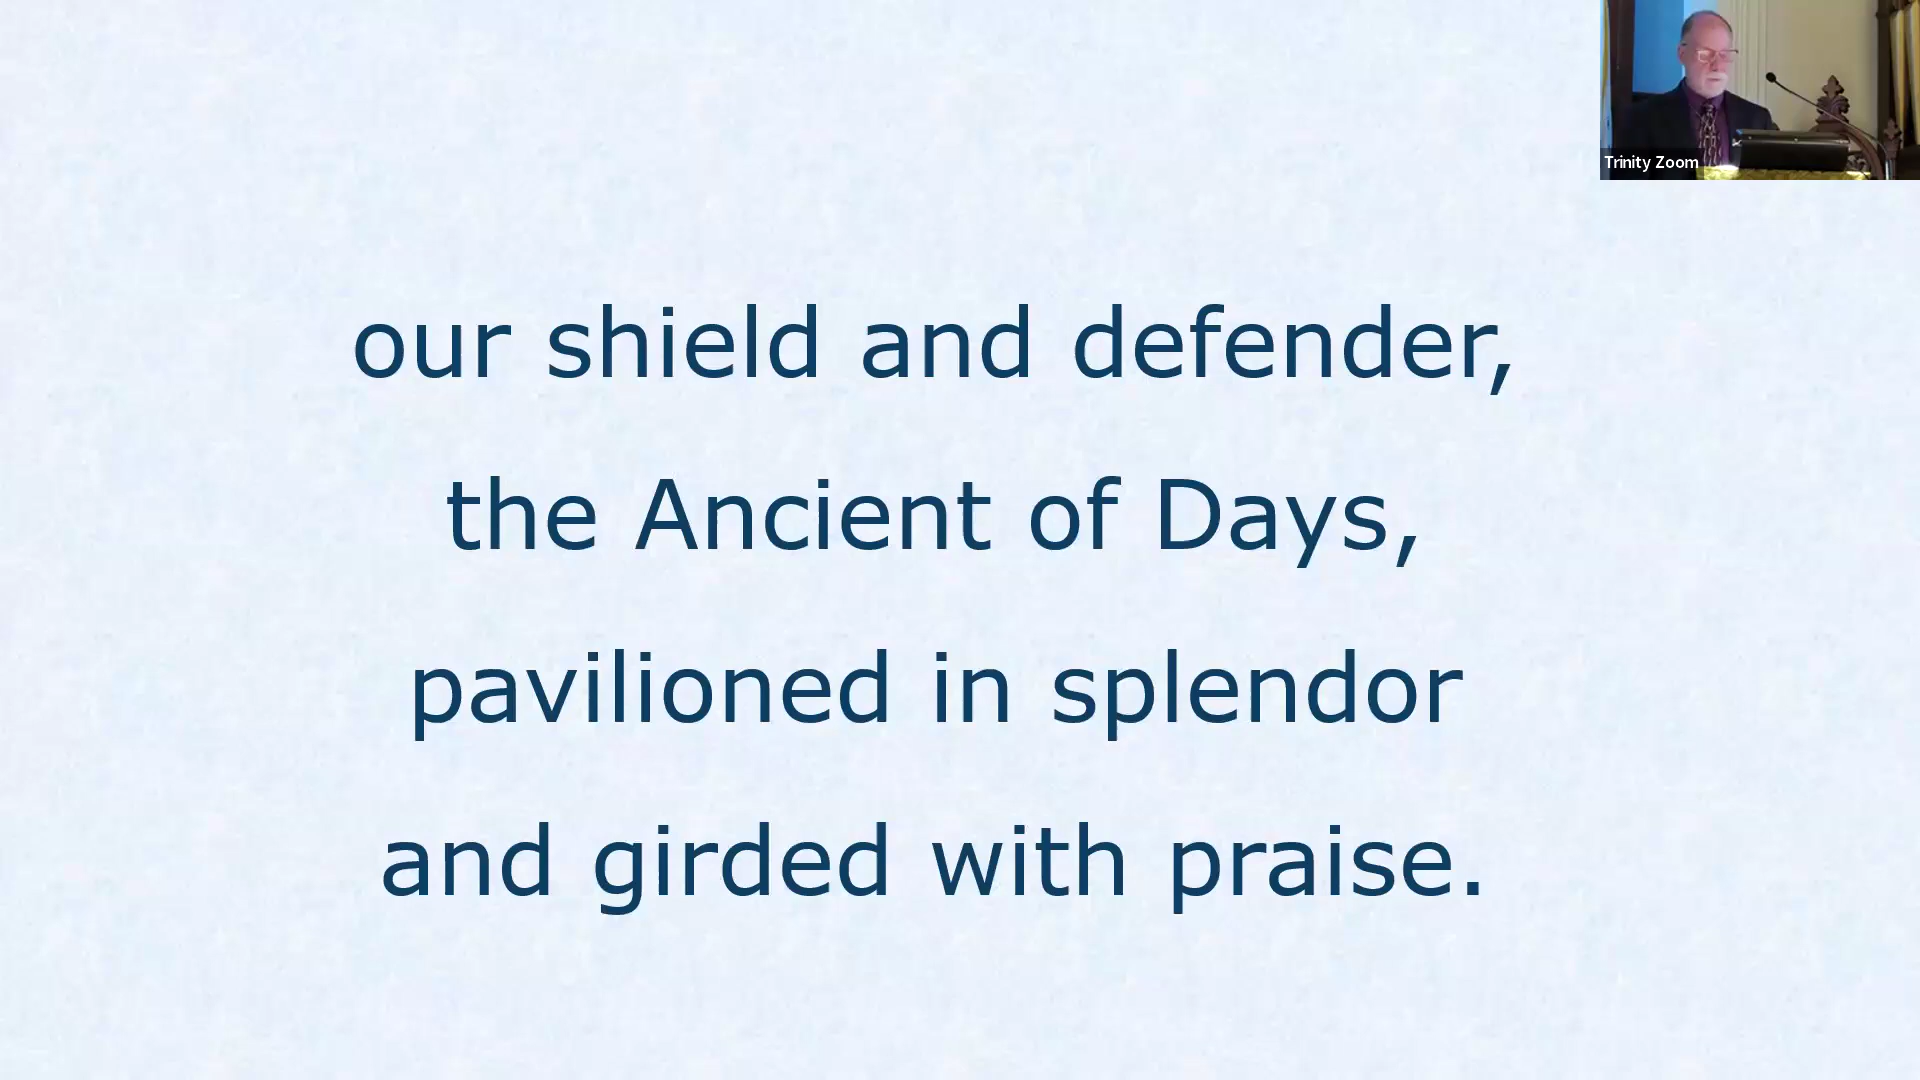 Trinity Zoom
our shield and defender,
the Ancient of Days,
pavilioned in splendor
and girded with praise.